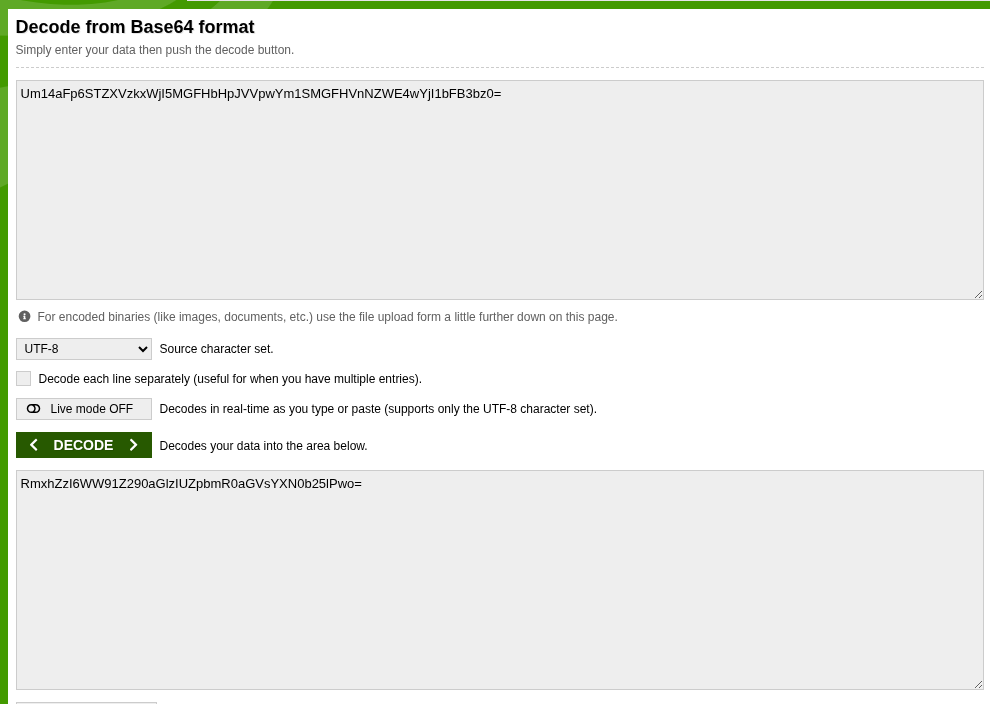 Decode from Base64 format
Simply enter your data then push the decode button.
Um14aFp6STZXVzkxWjI5MGFHbHpJVVpwYm1SMGFHVnNZWE4wYjI1bFB3bz0=
For encoded binaries (like images, documents, etc.) use the file upload form a little further down on this page.
UTF-8 Source character set.
Decode each line separately (useful for when you have multiple entries).
Live mode OFF Decodes in real-time as you type or paste (supports only the UTF-8 character set).
DECODE Decodes your data into the area below.
RmxhZzI6WW91Z290aGlzIUZpbmR0aGVsYXN0b25lPwo=